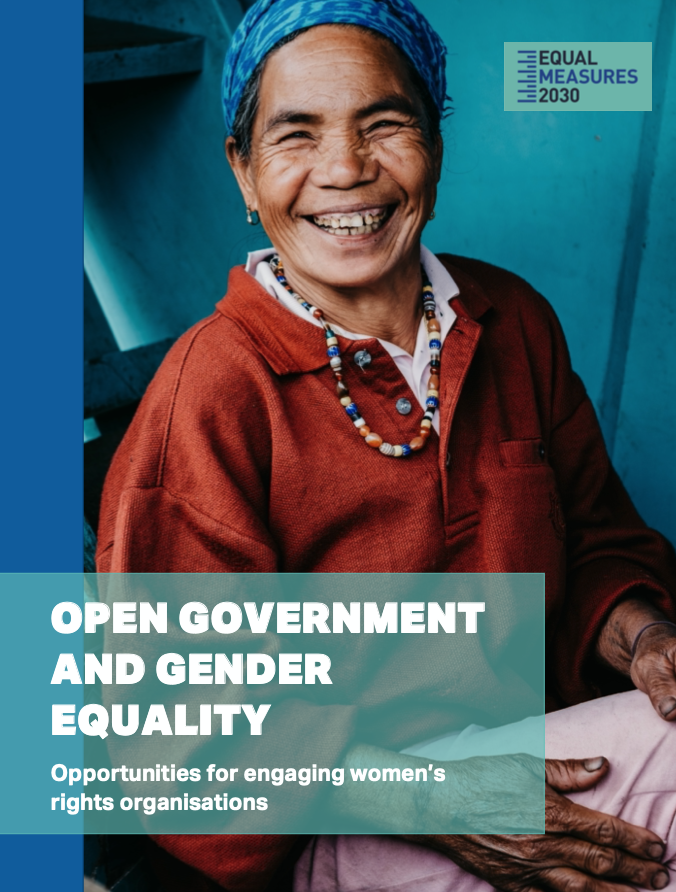 EQUAL
MEASURES
2030
OPEN GOVERNMENT
AND GENDER
EQUALITY
Opportunities for engaging women’s
rights organisations